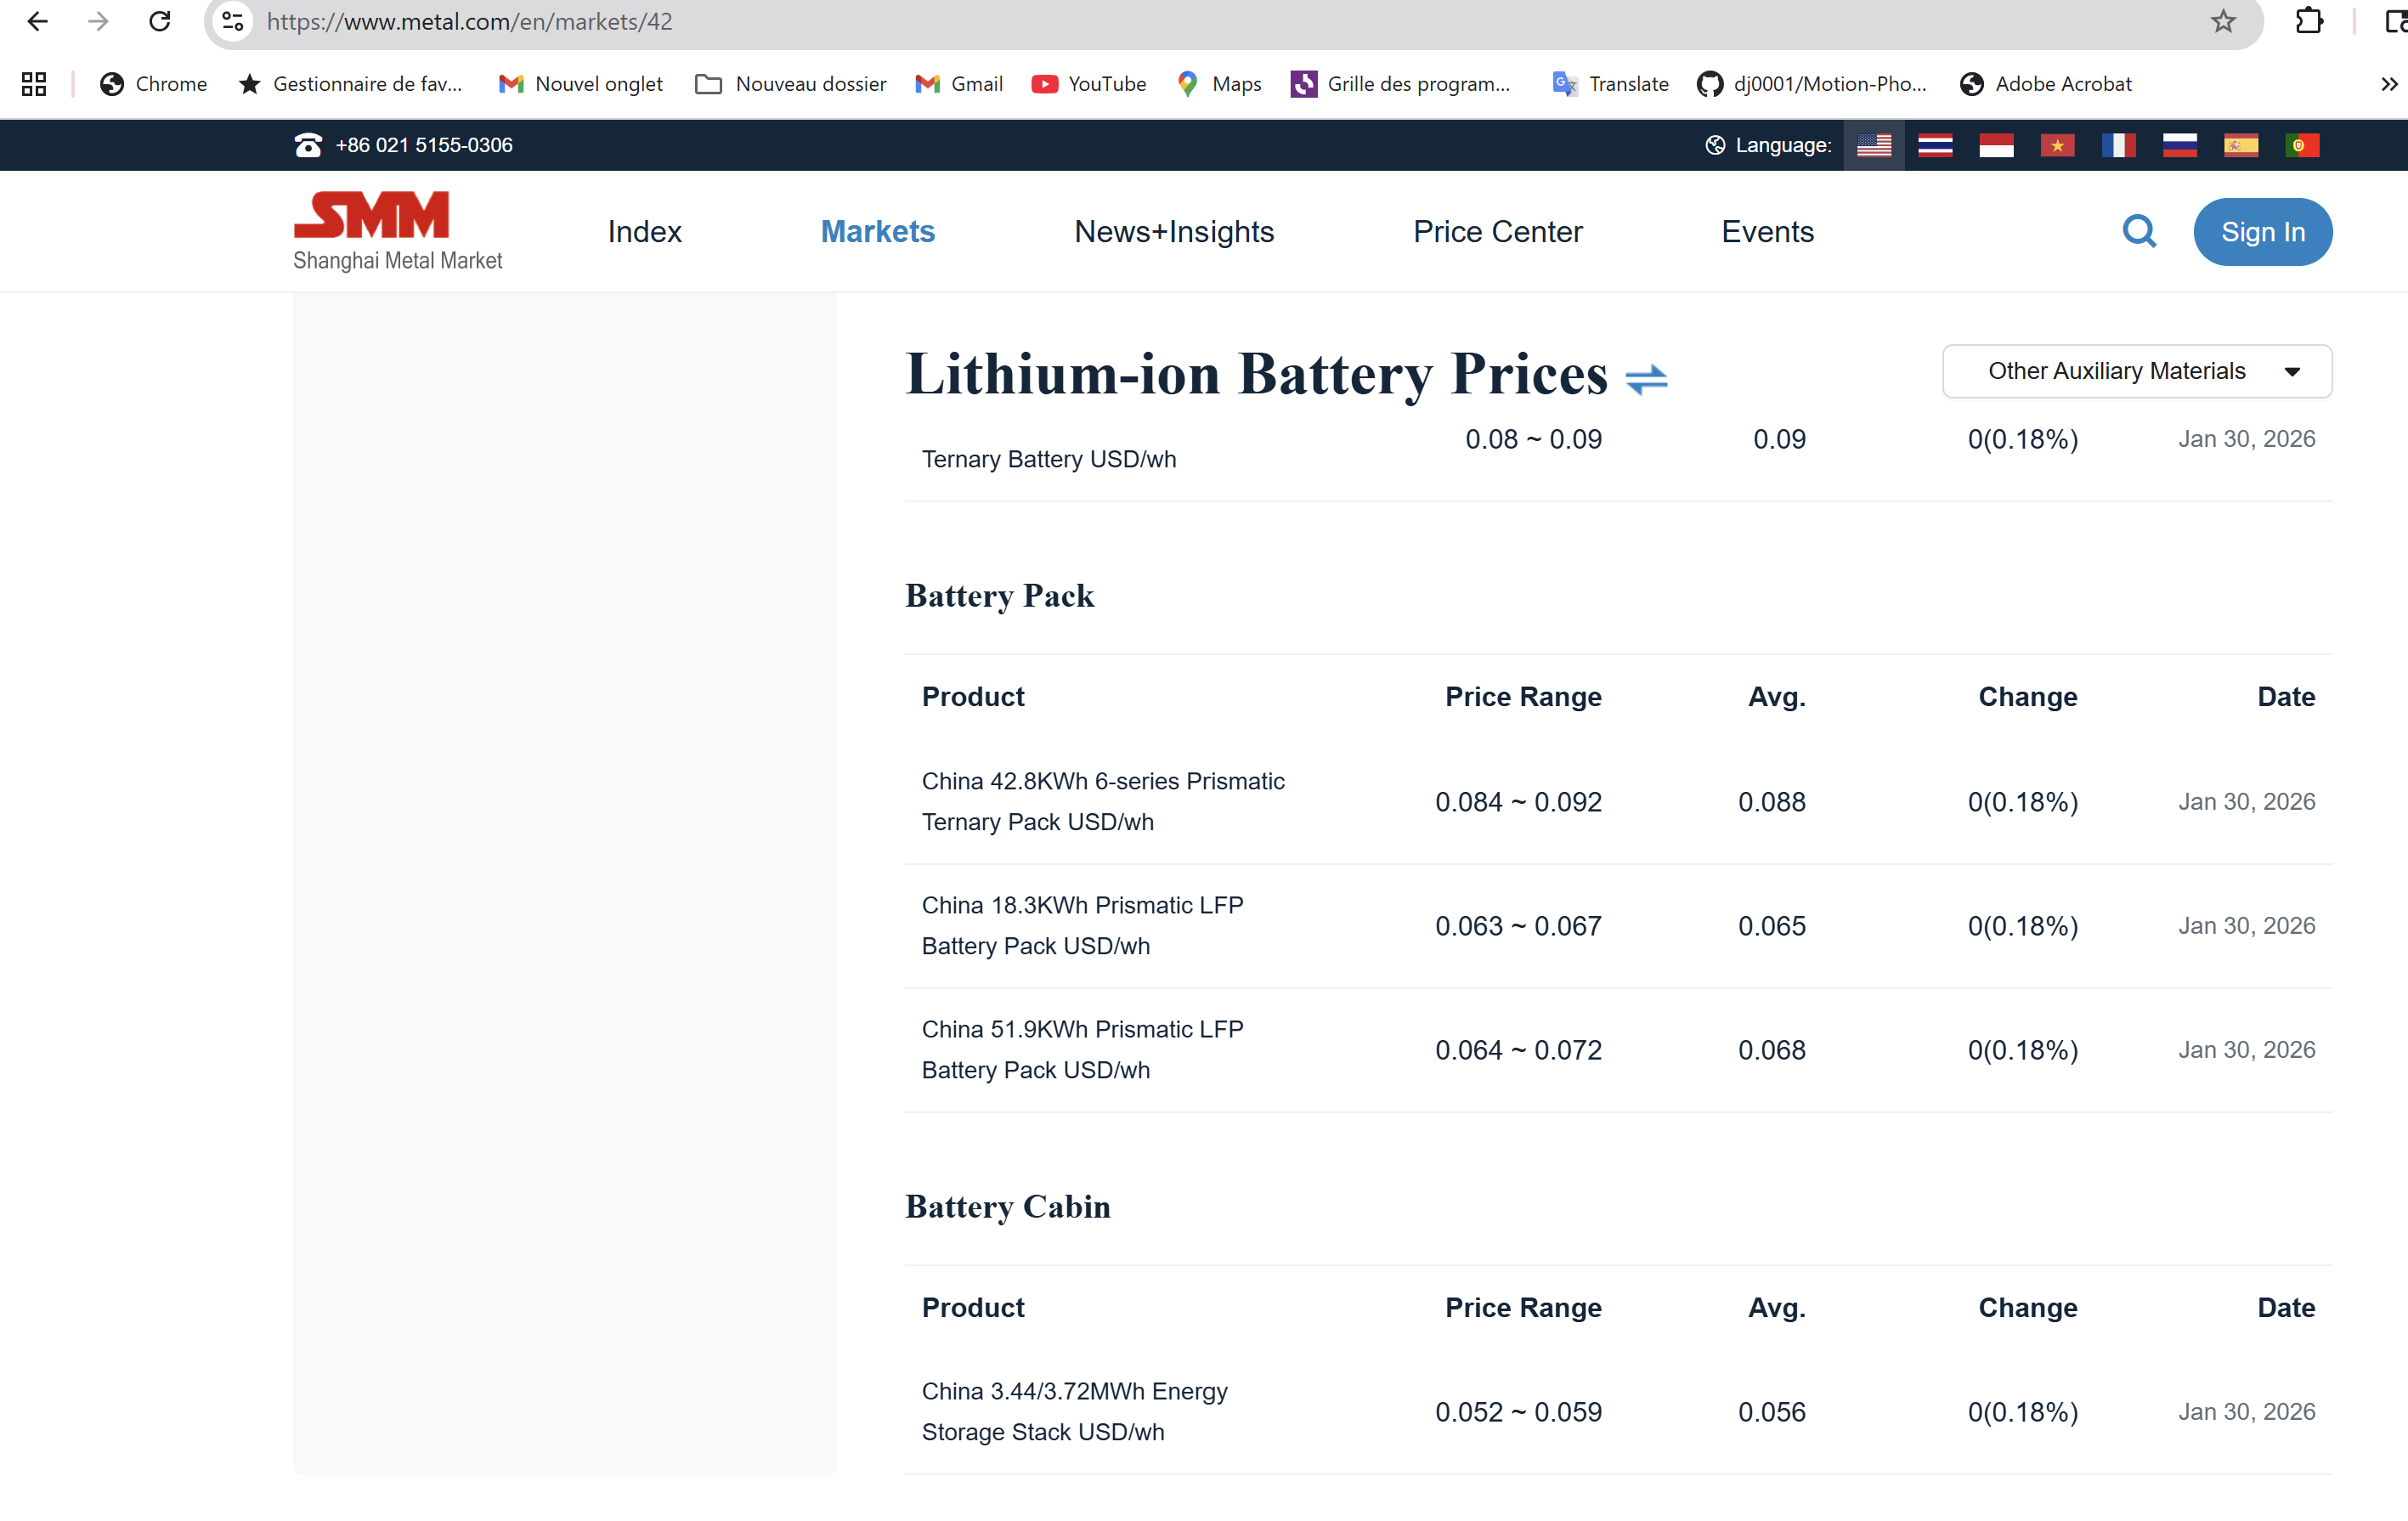 https://www.metal.com/en/markets/42
Chrome
Gestionnaire de fav...
Nouvel onglet
Nouveau dossier
Gmail
YouTube
Maps
Grille des program...
Translate
dj0001/Motion-Pho...
Adobe Acrobat
+86 021 5155-0306
Language:
SMM
Shanghai Metal Market
Index
Markets
News+Insights
Price Center
Events
Sign In
Lithium-ion Battery Prices
Other Auxiliary Materials
Ternary Battery USD/wh
0.08 ~ 0.09
0.09
0(0.18%)
Jan 30, 2026
Battery Pack
Product Price Range Avg. Change Date
China 42.8KWh 6-series Prismatic
Ternary Pack USD/wh
0.084 ~ 0.092
0.088
0(0.18%)
Jan 30, 2026
China 18.3KWh Prismatic LFP
Battery Pack USD/wh
0.063 ~ 0.067
0.065
0(0.18%)
Jan 30, 2026
China 51.9KWh Prismatic LFP
Battery Pack USD/wh
0.064 ~ 0.072
0.068
0(0.18%)
Jan 30, 2026
Battery Cabin
Product Price Range Avg. Change Date
China 3.44/3.72MWh Energy
Storage Stack USD/wh
0.052 ~ 0.059
0.056
0(0.18%)
Jan 30, 2026